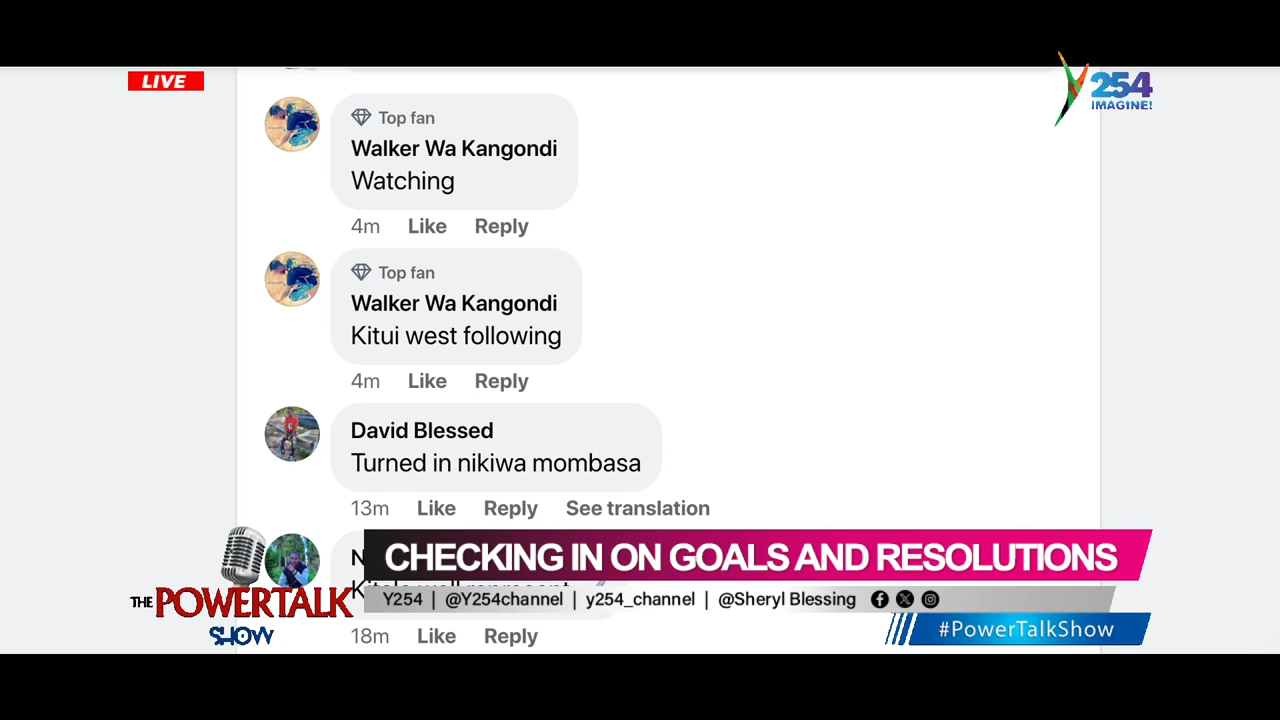 LIVE
254
IMAGINE!
Top fan
Walker Wa Kangondi
Watching
4m Like Reply
Top fan
Walker Wa Kangondi
Kitui west following
4m Like Reply
David Blessed
Turned in nikiwa mombasa
13m Like Reply See translation
CHECKING IN ON GOALS AND RESOLUTIONS
Y254 | @Y254channel | y254_channel | @Sheryl Blessing
THE POWERTALK
SHOW
#PowerTalkShow
18m Like Reply